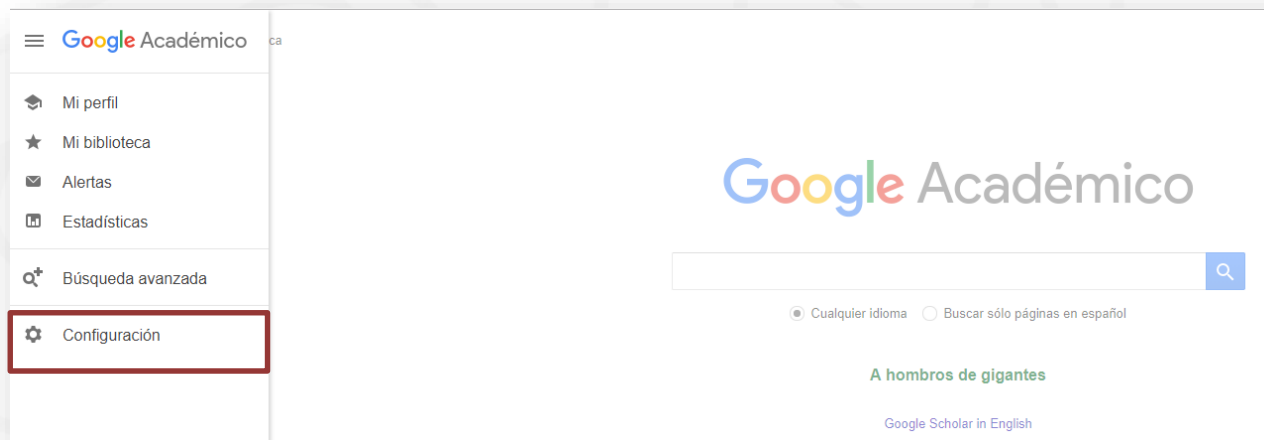 Google Académico
ca
Mi perfil
Mi biblioteca
Alertas
Estadísticas
Búsqueda avanzada
Configuración
Google Académico
Cualquier idioma Buscar sólo páginas en español
A hombros de gigantes
Google Scholar in English